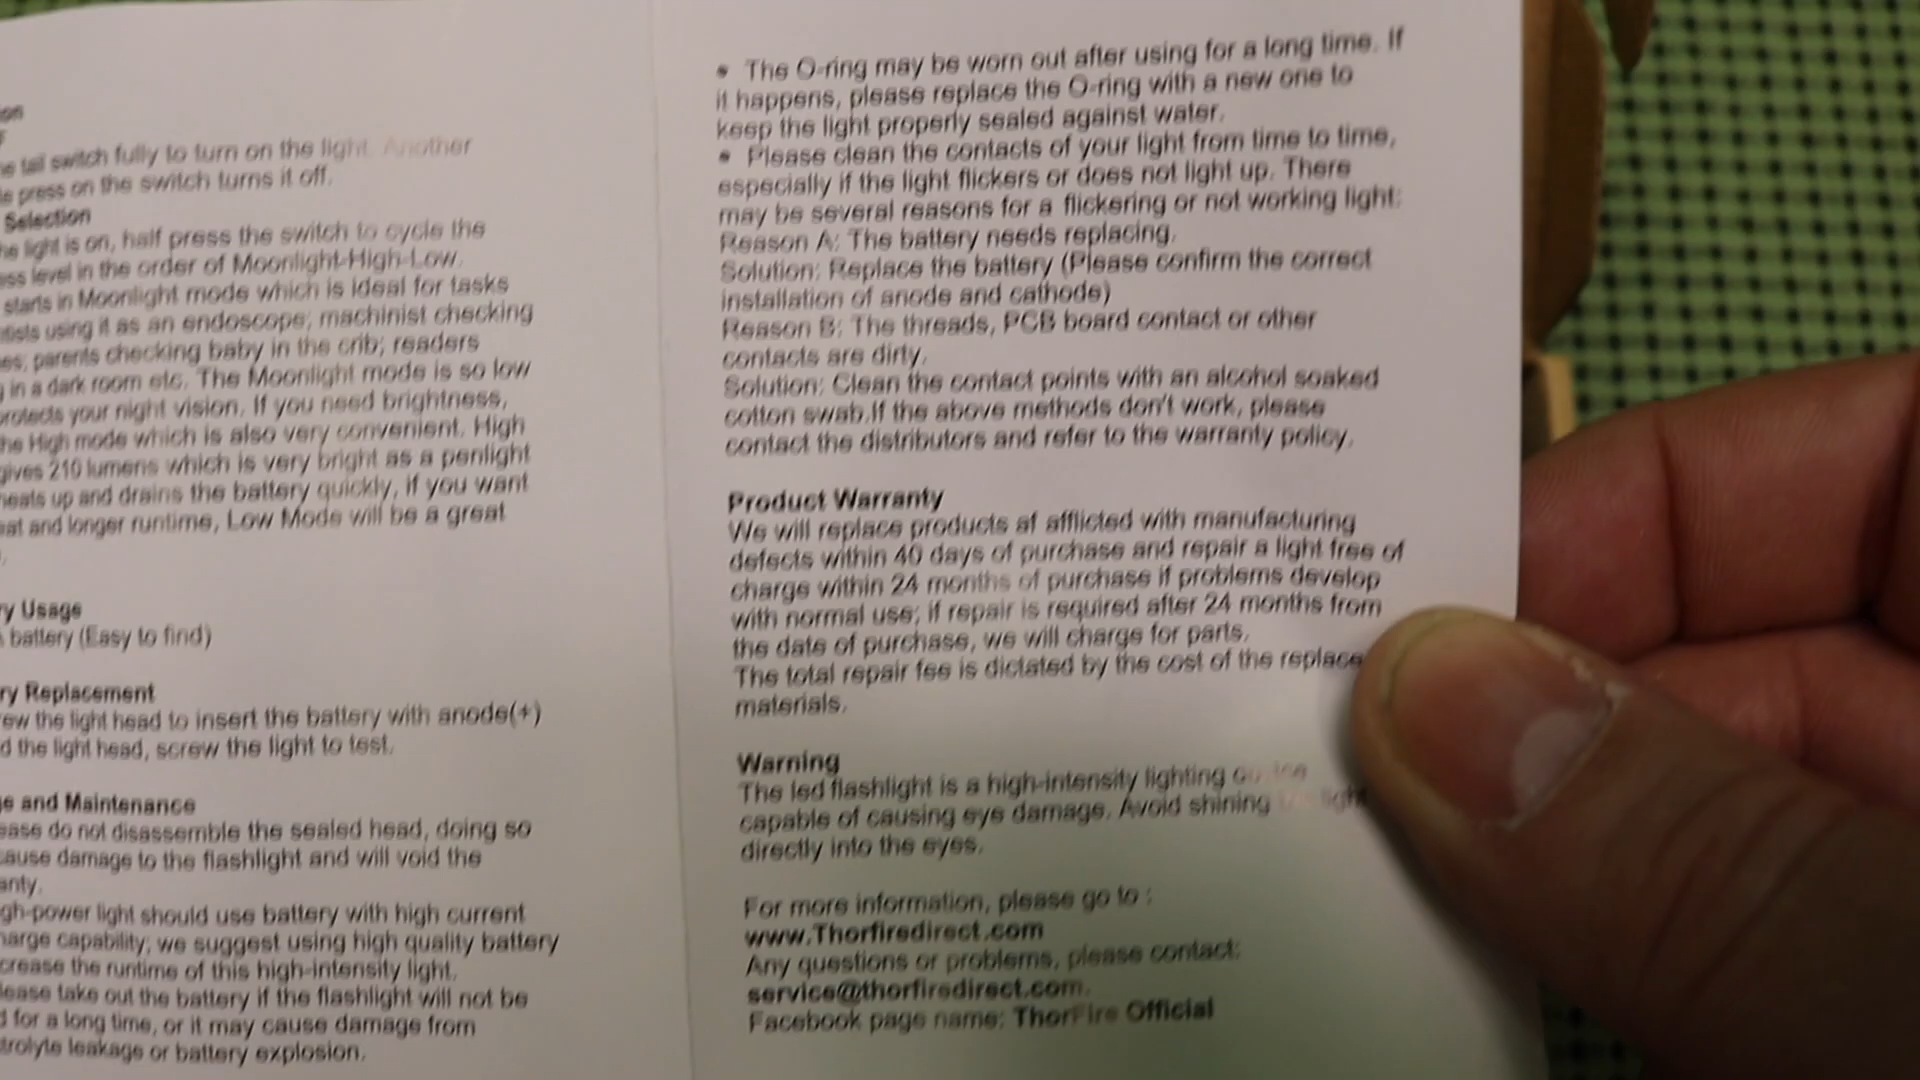 tail switch fully to turn on the light. Another
press on the switch turns it off.
Selection
light is on, half press the switch to cycle the
level in the order of Moonlight-High-Low.
starts in Moonlight mode which is ideal for tasks
using it as an endoscope; machinist checking
parents checking baby in the crib; readers
in a dark room etc. The Moonlight mode is so low
protects your night vision. If you need brightness,
the High mode which is also very convenient. High
gives 210 lumens which is very bright as a penlight
heats up and drains the battery quickly, if you want
and longer runtime, Low Mode will be a great
Usage
battery (Easy to find)
Replacement
the light head to insert the battery with anode(+)
the light head, screw the light to test.
and Maintenance
do not disassemble the sealed head, doing so
cause damage to the flashlight and will void the
light should use battery with high current
capability; we suggest using high quality battery
the runtime of this high-intensity light.
take out the battery if the flashlight will not be
for a long time, or it may cause damage from
leakage or battery explosion.
• The O-ring may be worn out after using for a long time. If
it happens, please replace the O-ring with a new one to
keep the light properly sealed against water.
• Please clean the contacts of your light from time to time,
especially if the light flickers or does not light up. There
may be several reasons for a flickering or not working light:
Reason A: The battery needs replacing.
Solution: Replace the battery (Please confirm the correct
installation of anode and cathode)
Reason B: The threads, PCB board contact or other
contacts are dirty.
Solution: Clean the contact points with an alcohol soaked
cotton swab.If the above methods don't work, please
contact the distributors and refer to the warranty policy.
Product Warranty
We will replace products af afflicted with manufacturing
defects within 40 days of purchase and repair a light free of
charge within 24 months of purchase if problems develop
with normal use; if repair is required after 24 months from
the date of purchase, we will charge for parts.
The total repair fee is dictated by the cost of the
materials.
Warning
The led flashlight is a high-intensity lighting
capable of causing eye damage. Avoid shining light
directly into the eyes.
For more information, please go to :
www.Thorfiredirect.com
Any questions or problems, please contact:
service@thorfiredirect.com.
Facebook page name: ThorFire Official